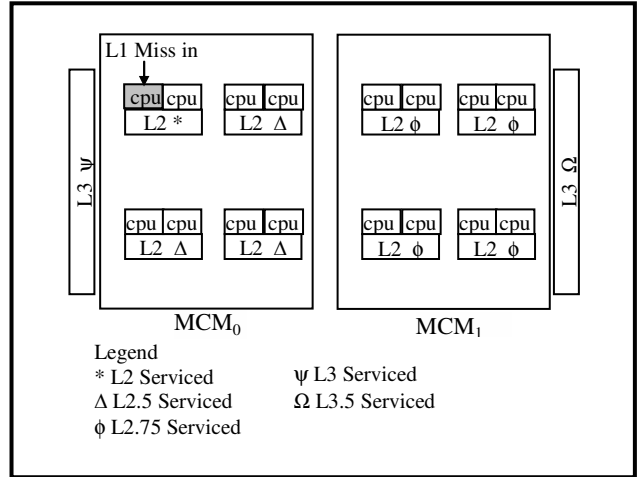 L1 Miss in
cpu cpu cpu cpu cpu cpu cpu cpu
L2 * L2 Δ L2 ϕ L2 ϕ
L3 ψ
L3 Ω
cpu cpu cpu cpu cpu cpu cpu cpu
L2 Δ L2 Δ L2 ϕ L2 ϕ
MCM0 MCM1
Legend
* L2 Serviced ψ L3 Serviced
Δ L2.5 Serviced Ω L3.5 Serviced
ϕ L2.75 Serviced